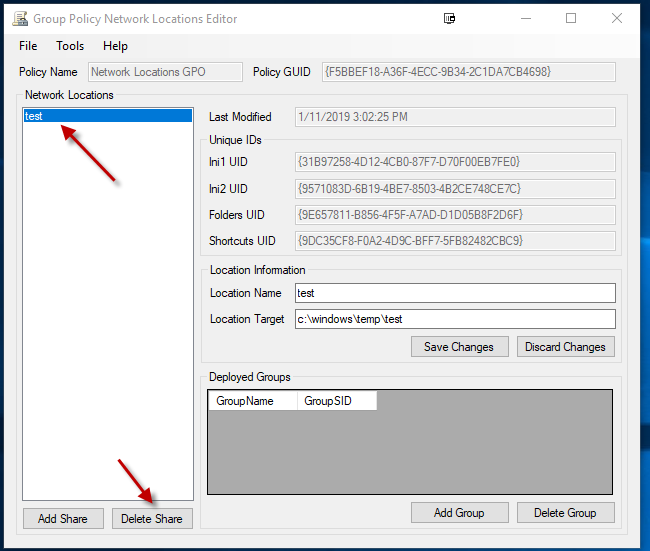 Group Policy Network Locations Editor
File Tools Help
Policy Name Network Locations GPO Policy GUID {F5BBEF18-A36F-4ECC-9B34-2C1DA7CB4698}
Network Locations
test
Last Modified 1/11/2019 3:02:25 PM
Unique IDs
Ini1 UID {31B97258-4D12-4CB0-87F7-D70F00EB7FE0}
Ini2 UID {9571083D-6B19-4BE7-8503-4B2CE748CE7C}
Folders UID {9E657811-B856-4F5F-A7AD-D1D05B8F2D6F}
Shortcuts UID {9DC35CF8-F0A2-4D9C-BFF7-5FB82482CBC9}
Location Information
Location Name test
Location Target c:\windows\temp\test
Save Changes Discard Changes
Deployed Groups
GroupName GroupSID
Add Share Delete Share Add Group Delete Group